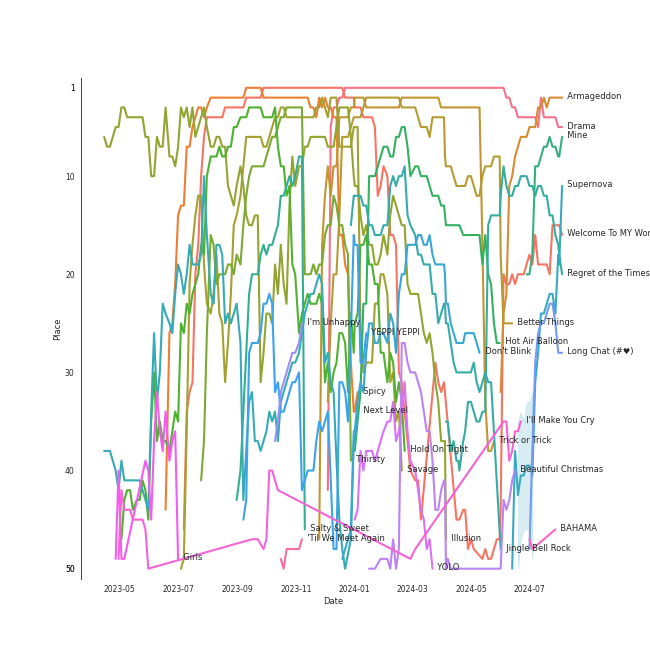 1
10
20
30
40
50
Place
Date
2023-05
2023-07
2023-09
2023-11
2024-01
2024-03
2024-05
2024-07
Armageddon
Drama
Mine
Supernova
Welcome To MY Wor
Regret of the Times
Better Things
I'm Unhappy
YEPPI YEPPI
Hot Air Balloon
Don't Blink
Long Chat (#♥)
Spicy
Next Level
I'll Make You Cry
Trick or Trick
Hold On Tight
Thirsty
Savage
Beautiful Christmas
Salty & Sweet
'Til We Meet Again
Illusion
BAHAMA
Jingle Bell Rock
Girls
YOLO